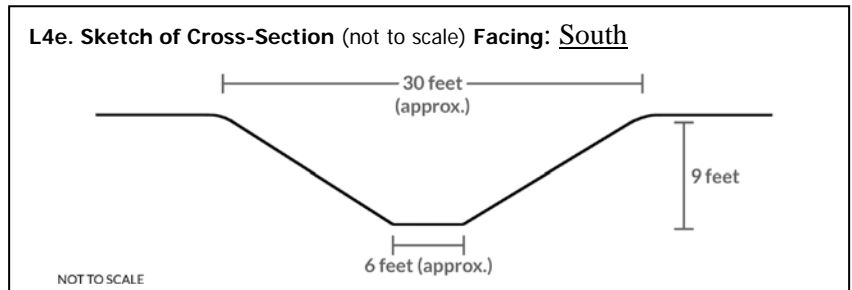 L4e. Sketch of Cross-Section (not to scale) Facing: South
30 feet
(approx.)
9 feet
6 feet (approx.)
NOT TO SCALE